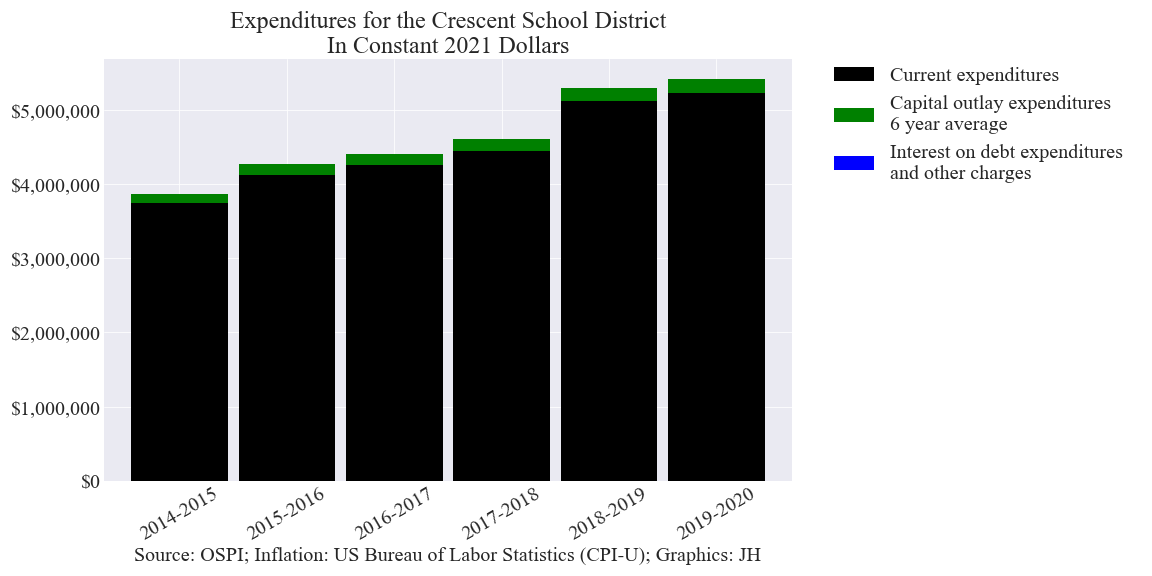 Expenditures for the Crescent School District
In Constant 2021 Dollars
Current expenditures
Capital outlay expenditures
6 year average
Interest on debt expenditures
and other charges
$5,000,000
$4,000,000
$3,000,000
$2,000,000
$1,000,000
$0
2014-2015
2015-2016
2016-2017
2017-2018
2018-2019
2019-2020
Source: OSPI; Inflation: US Bureau of Labor Statistics (CPI-U); Graphics: JH